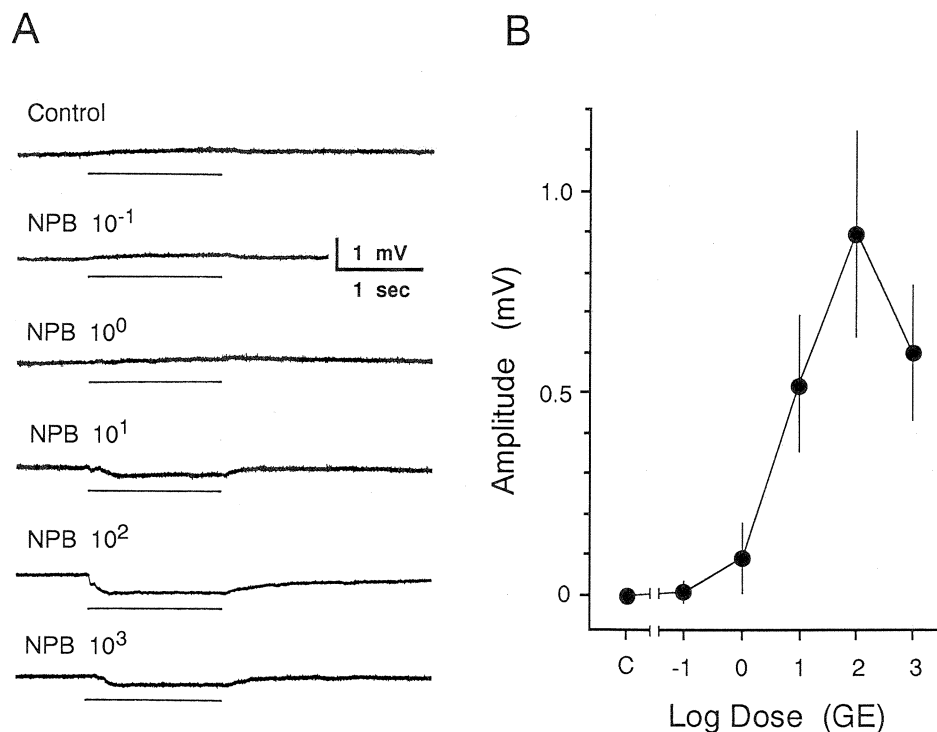 A
Control
NPB 10⁻¹
1 mV
1 sec
NPB 10⁰
NPB 10¹
NPB 10²
NPB 10³
B
Amplitude (mV)
1.0
0.5
0
C -1 0 1 2 3
Log Dose (GE)